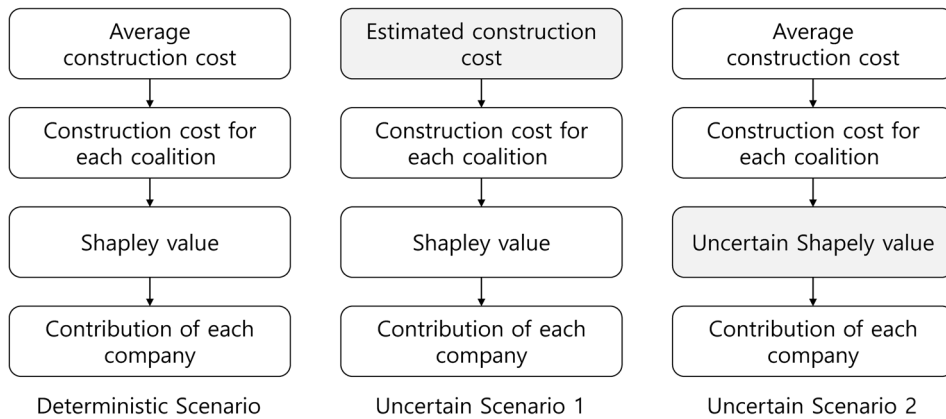 Average
construction cost
Construction cost for
each coalition
Shapley value
Contribution of each
company
Deterministic Scenario
Estimated construction
cost
Construction cost for
each coalition
Shapley value
Contribution of each
company
Uncertain Scenario 1
Average
construction cost
Construction cost for
each coalition
Uncertain Shapely value
Contribution of each
company
Uncertain Scenario 2